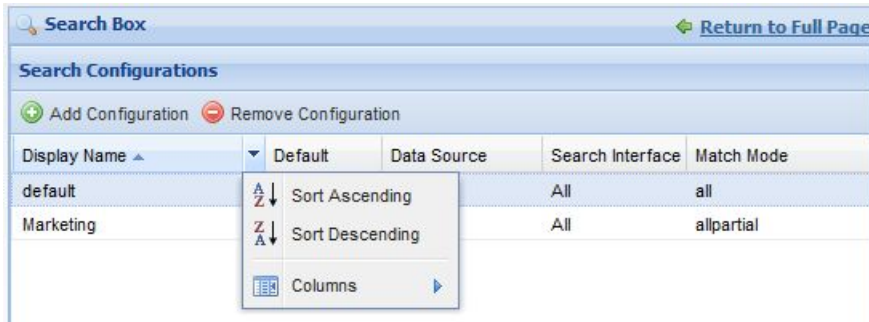 Search Box Return to Full Page
Search Configurations
Add Configuration Remove Configuration
Display Name Default Data Source Search Interface Match Mode
default All all
Sort Ascending
Marketing All allpartial
Sort Descending
Columns